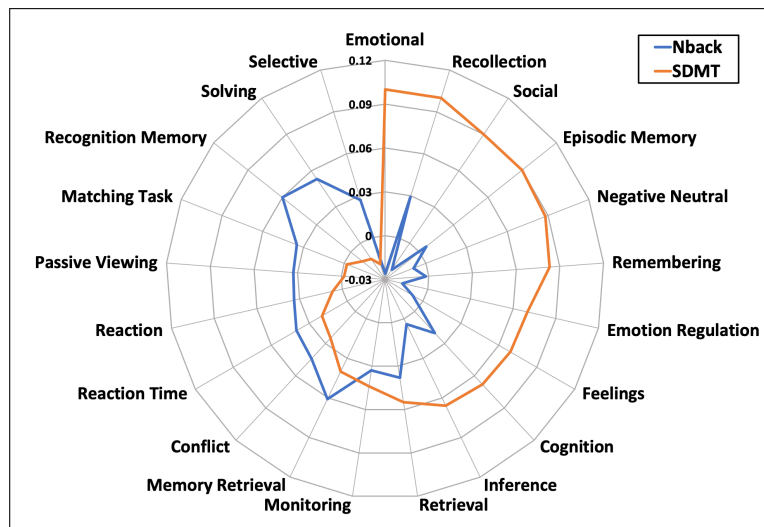 Emotional
Nback
SDMT
0.12
0.09
0.06
0.03
0
-0.03
Recollection
Social
Episodic Memory
Negative Neutral
Remembering
Emotion Regulation
Feelings
Cognition
Inference
Retrieval
Monitoring
Memory Retrieval
Conflict
Reaction Time
Reaction
Passive Viewing
Matching Task
Recognition Memory
Solving
Selective